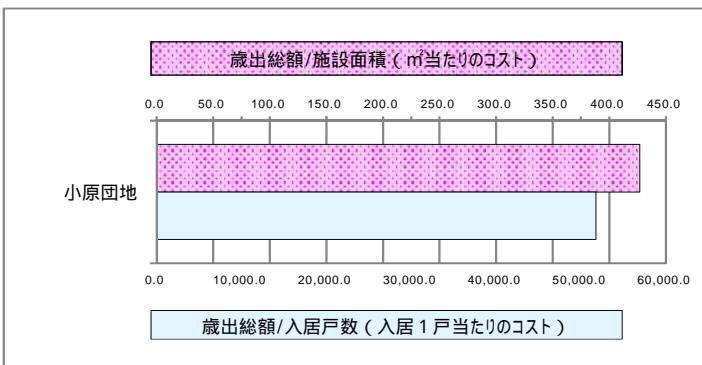 歳出総額/施設面積（㎡当たりのコスト）
0.0 50.0 100.0 150.0 200.0 250.0 300.0 350.0 400.0 450.0
小原団地
0.0 10,000.0 20,000.0 30,000.0 40,000.0 50,000.0 60,000.0
歳出総額/入居戸数（入居１戸当たりのコスト）